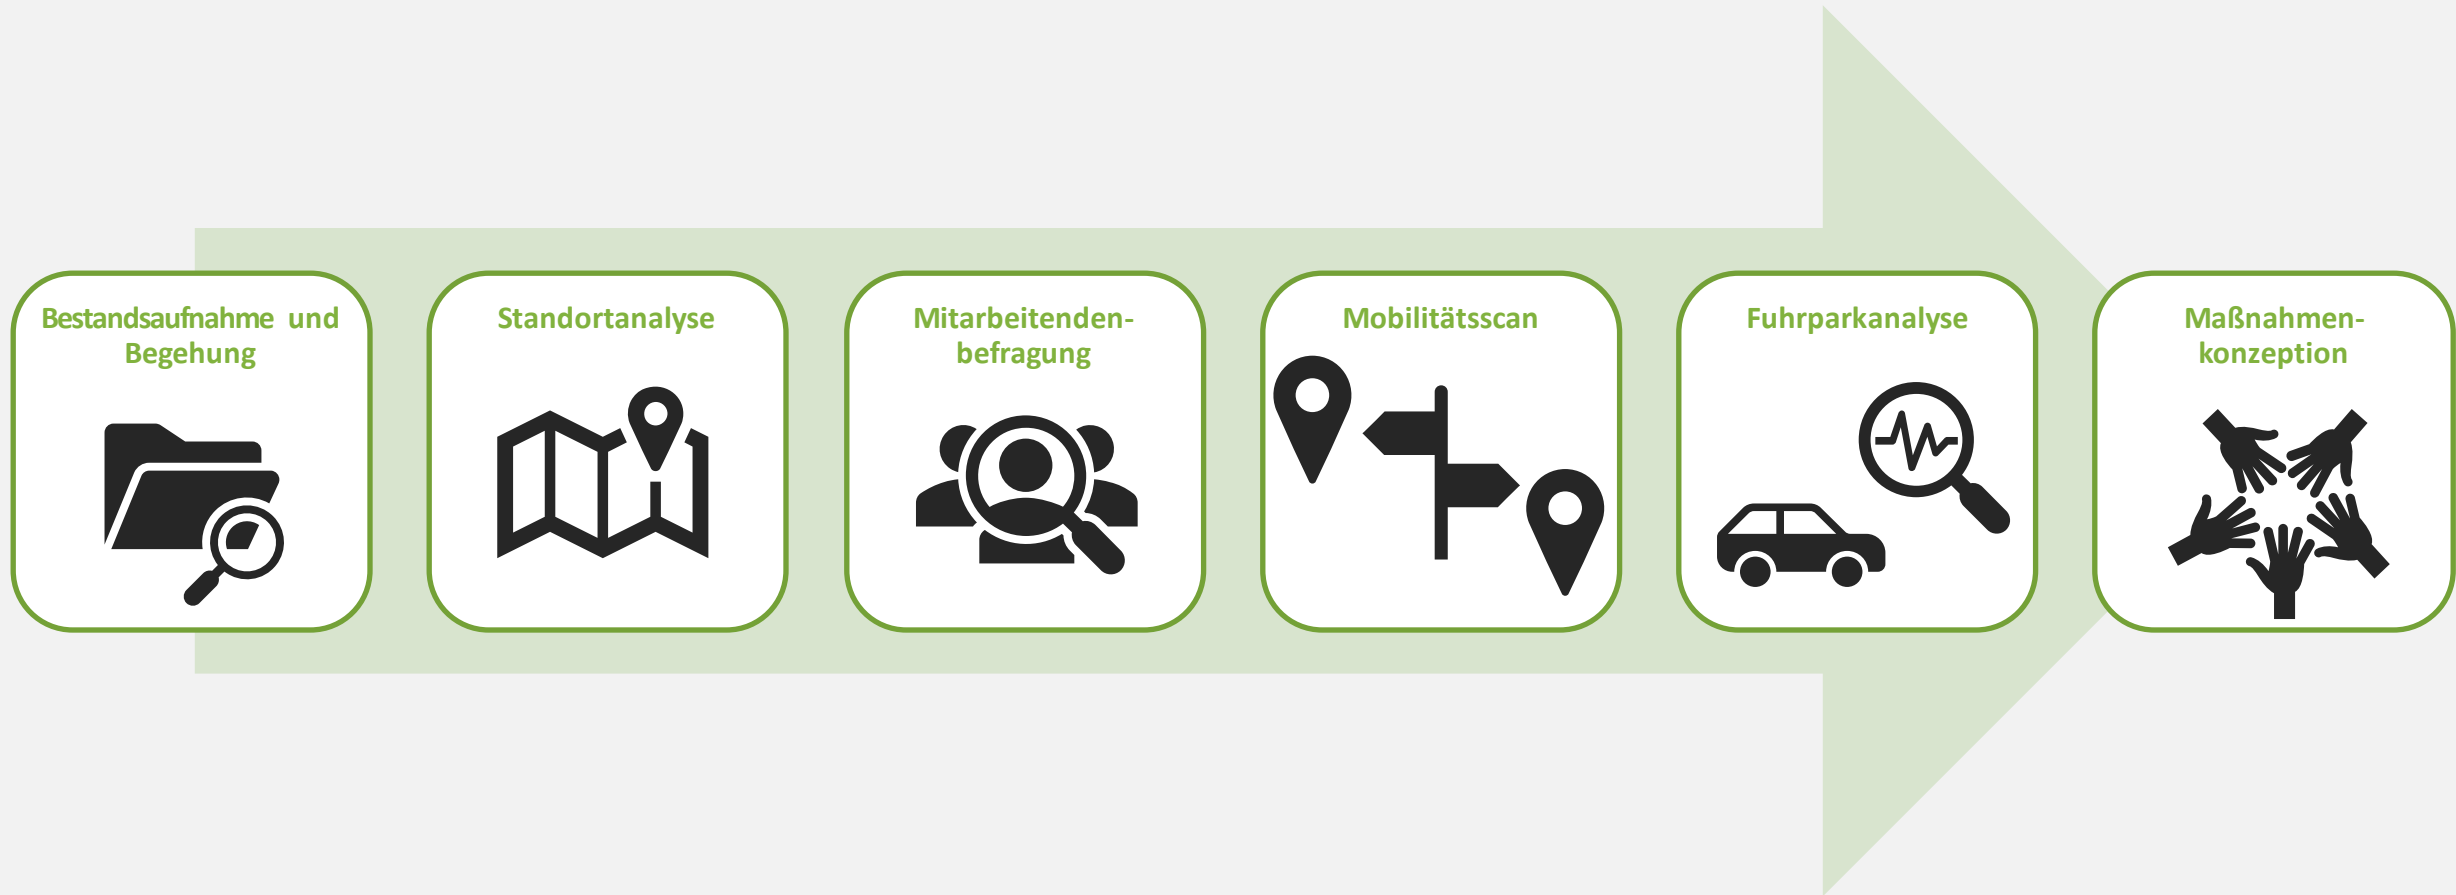 Bestandsaufnahme und
Begehung
Standortanalyse
Mitarbeitenden-
befragung
Mobilitätsscan
Fuhrparkanalyse
Maßnahmen-
konzeption